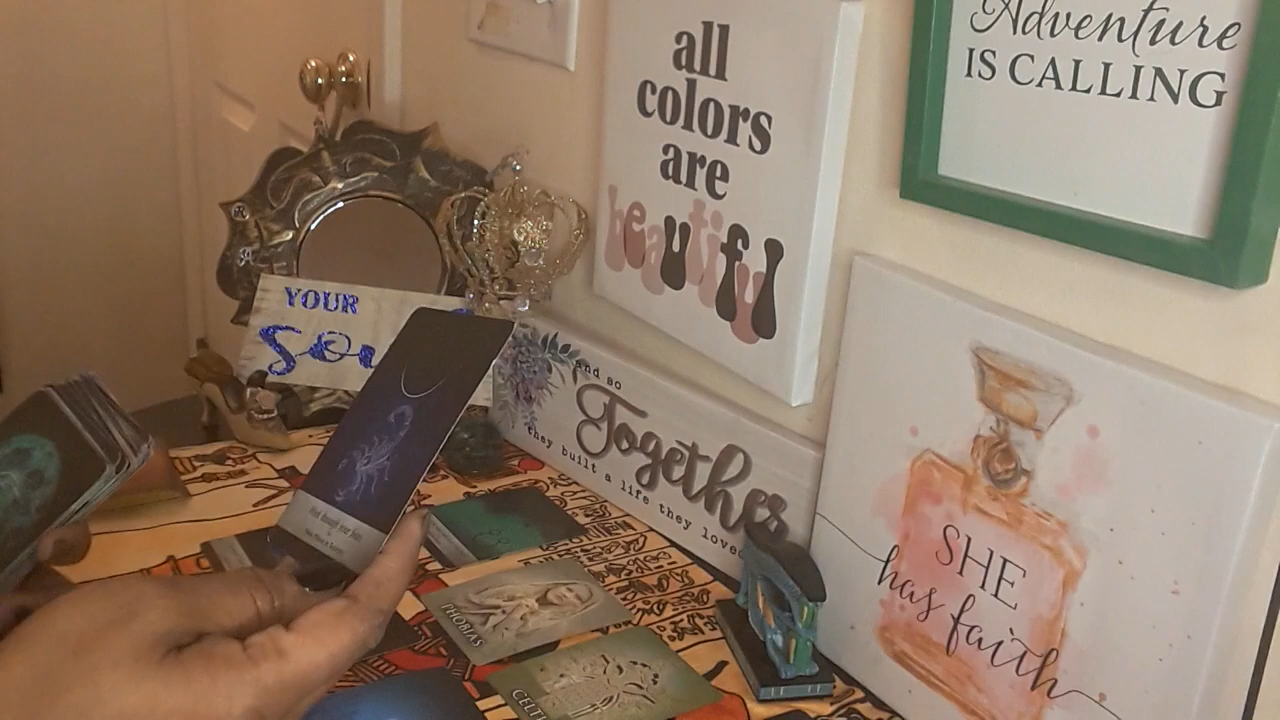 Adventure
IS CALLING
all
colors
are
beautiful
YOUR
and so
Together
they built a life they loved
SHE
has faith
PHOBIAS